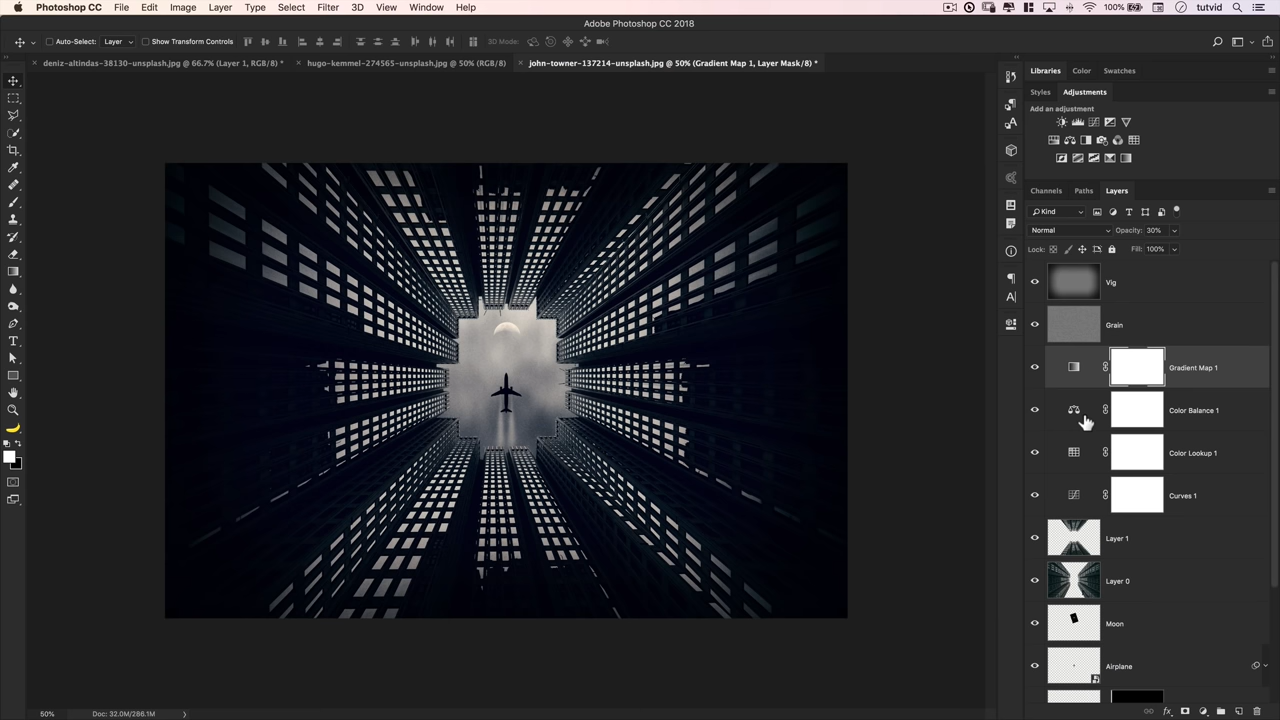 Photoshop CC File Edit Image Layer Type Select Filter 3D View Window Help 100% tutvid
Adobe Photoshop CC 2018
Auto-Select: Layer Show Transform Controls 3D Mode:
deniz-altindas-38130-unsplash.jpg @ 66.7% (Layer 1, RGB/8) * hugo-kemmel-274565-unsplash.jpg @ 50% (RGB/8) john-towner-137214-unsplash.jpg @ 50% (Gradient Map 1, Layer Mask/8) *
Libraries Color Swatches
Styles Adjustments
Add an adjustment
Channels Paths Layers
Kind
Normal Opacity: 30%
Lock: Fill: 100%
Vig
Grain
Gradient Map 1
Color Balance 1
Color Lookup 1
Curves 1
Layer 1
Layer 0
Moon
Airplane
50% Doc: 32.0M/286.1M